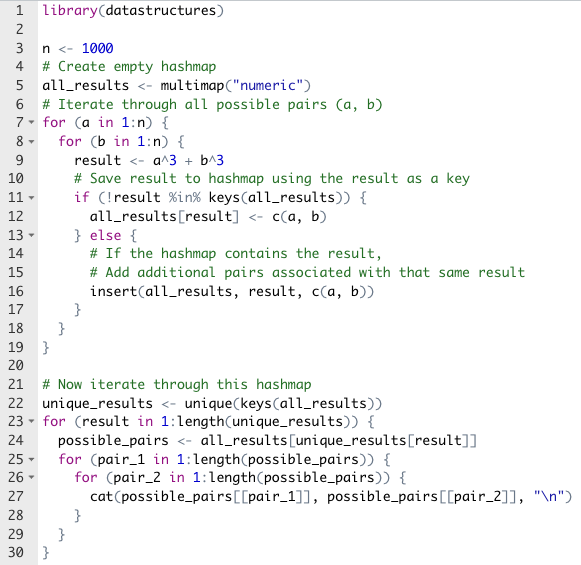 1 library(datastructures)
2
3 n <- 1000
4 # Create empty hashmap
5 all_results <- multimap("numeric")
6 # Iterate through all possible pairs (a, b)
7 for (a in 1:n) {
8   for (b in 1:n) {
9     result <- a^3 + b^3
10     # Save result to hashmap using the result as a key
11     if (!result %in% keys(all_results)) {
12       all_results[result] <- c(a, b)
13     } else {
14       # If the hashmap contains the result,
15       # Add additional pairs associated with that same result
16       insert(all_results, result, c(a, b))
17     }
18   }
19 }
20
21 # Now iterate through this hashmap
22 unique_results <- unique(keys(all_results))
23 for (result in 1:length(unique_results)) {
24   possible_pairs <- all_results[unique_results[result]]
25   for (pair_1 in 1:length(possible_pairs)) {
26     for (pair_2 in 1:length(possible_pairs)) {
27       cat(possible_pairs[[pair_1]], possible_pairs[[pair_2]], "\n")
28     }
29   }
30 }